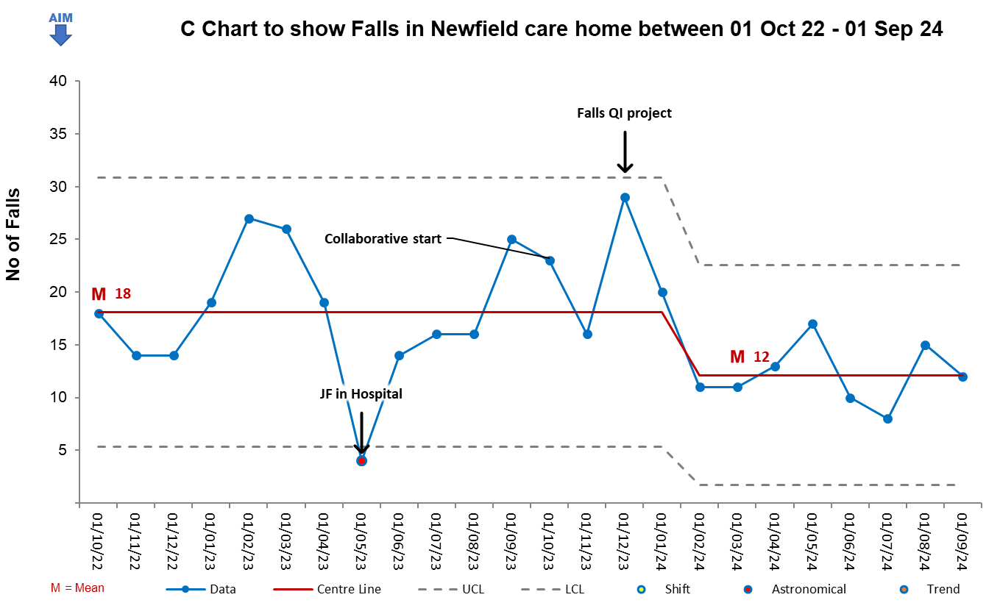 AIM
C Chart to show Falls in Newfield care home between 01 Oct 22 - 01 Sep 24
No of Falls
40
35
30
25
20
15
10
5
Falls QI project
Collaborative start
M 18
M 12
JF in Hospital
01/10/22
01/11/22
01/12/22
01/01/23
01/02/23
01/03/23
01/04/23
01/05/23
01/06/23
01/07/23
01/08/23
01/09/23
01/10/23
01/11/23
01/12/23
01/01/24
01/02/24
01/03/24
01/04/24
01/05/24
01/06/24
01/07/24
01/08/24
01/09/24
M = Mean
Data
Centre Line
UCL
LCL
Shift
Astronomical
Trend